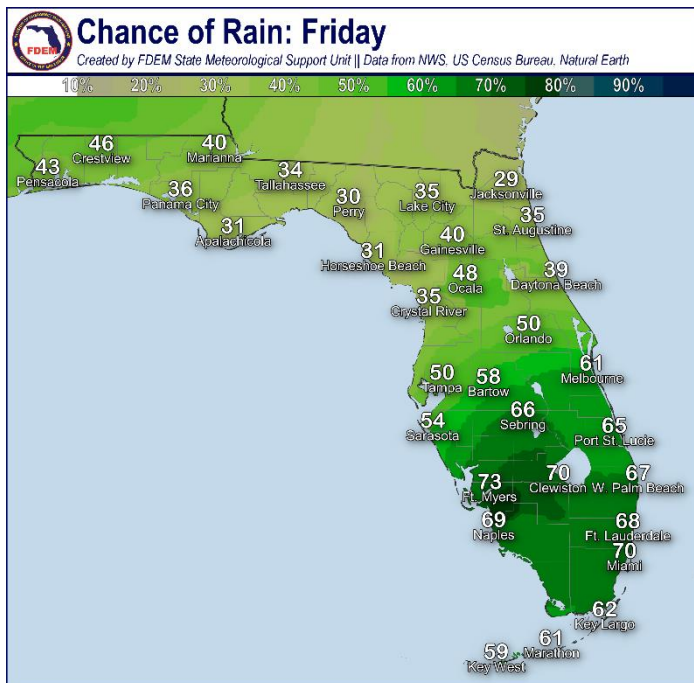 FDEM
Chance of Rain: Friday
Created by FDEM State Meteorological Support Unit || Data from NWS, US Census Bureau, Natural Earth
10% 20% 30% 40% 50% 60% 70% 80% 90%
46
Crestview
40
Marianna
43
Pensacola
34
Tallahassee
36
Panama City
30
Perry
35
Lake City
29
Jacksonville
35
St. Augustine
31
Apalachicola
31
Horseshoe Beach
40
Gainesville
48
Ocala
39
Daytona Beach
35
Crystal River
50
Orlando
50
Tampa
58
Bartow
61
Melbourne
54
Sarasota
66
Sebring
65
Port St. Lucie
73
Ft. Myers
70
Clewiston
67
W. Palm Beach
69
Naples
68
Ft. Lauderdale
70
Miami
62
Key Largo
61
Marathon
59
Key West